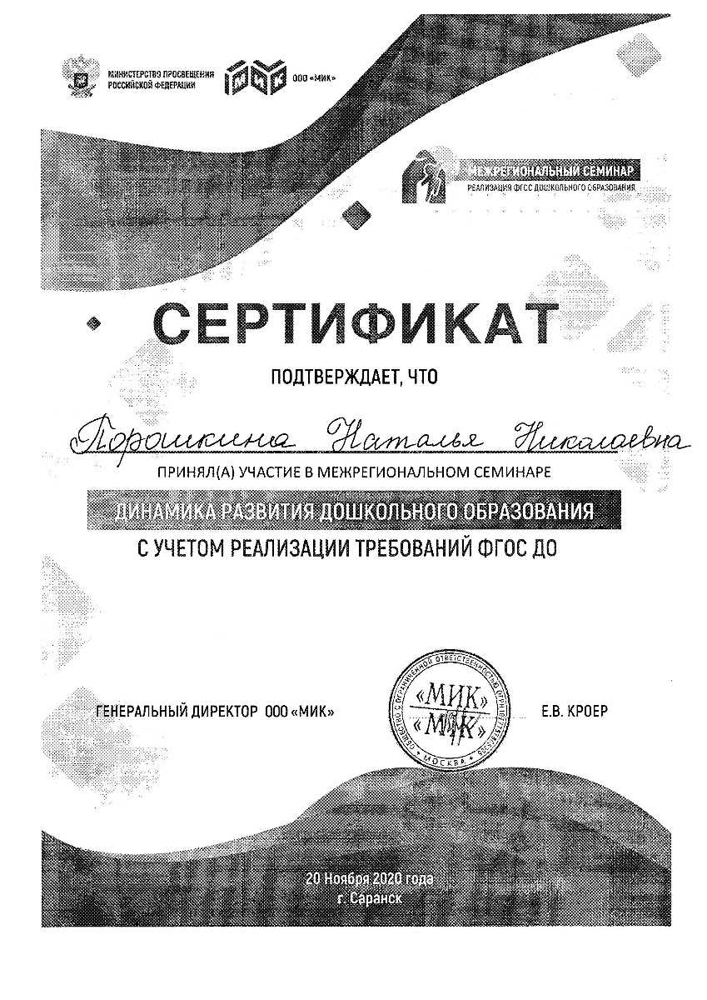 МИНИСТЕРСТВО ПРОСВЕЩЕНИЯ
РОССИЙСКОЙ ФЕДЕРАЦИИ
МИК
ООО «МИК»
МЕЖРЕГИОНАЛЬНЫЙ СЕМИНАР
РЕАЛИЗАЦИЯ ФГОС ДОШКОЛЬНОГО ОБРАЗОВАНИЯ
СЕРТИФИКАТ
ПОДТВЕРЖДАЕТ, ЧТО
Порошкина Наталья Николаевна
ПРИНЯЛ(А) УЧАСТИЕ В МЕЖРЕГИОНАЛЬНОМ СЕМИНАРЕ
ДИНАМИКА РАЗВИТИЯ ДОШКОЛЬНОГО ОБРАЗОВАНИЯ
С УЧЕТОМ РЕАЛИЗАЦИИ ТРЕБОВАНИЙ ФГОС ДО
ГЕНЕРАЛЬНЫЙ ДИРЕКТОР ООО «МИК»
ОБЩЕСТВО С ОГРАНИЧЕННОЙ ОТВЕТСТВЕННОСТЬЮ
«МИК»
«МІК»
МОСКВА
Е.В. КРОЕР
20 Ноября 2020 года
г. Саранск